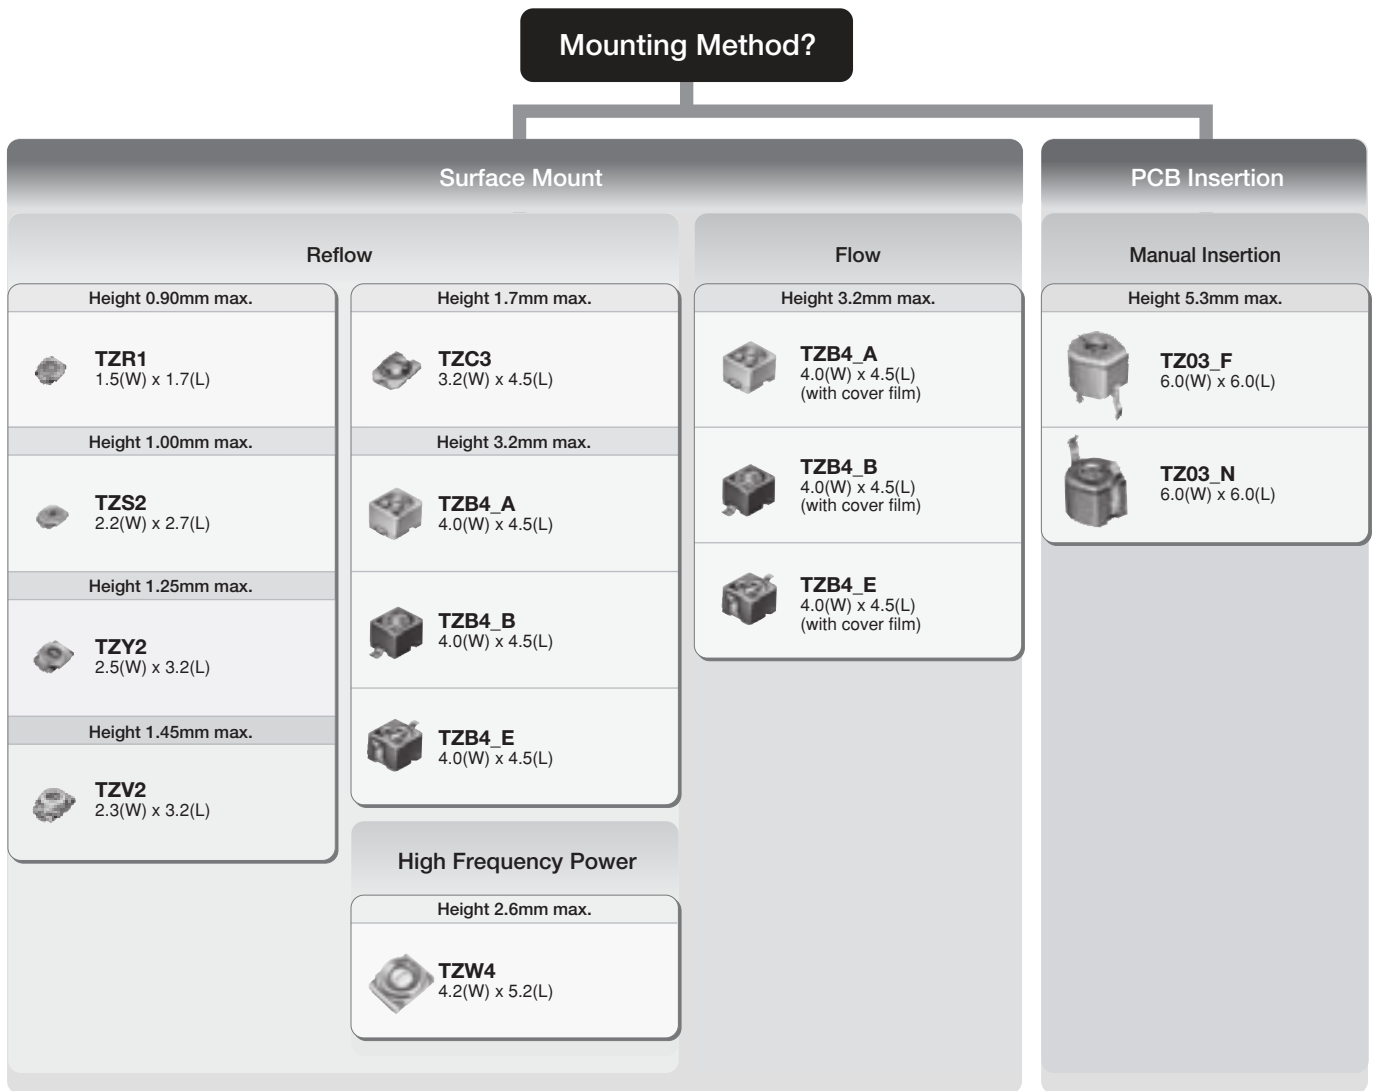 Mounting Method?
Surface Mount
Reflow
Height 0.90mm max.
TZR1
1.5(W) x 1.7(L)
Height 1.00mm max.
TZS2
2.2(W) x 2.7(L)
Height 1.25mm max.
TZY2
2.5(W) x 3.2(L)
Height 1.45mm max.
TZV2
2.3(W) x 3.2(L)
Height 1.7mm max.
TZC3
3.2(W) x 4.5(L)
Height 3.2mm max.
TZB4_A
4.0(W) x 4.5(L)
TZB4_B
4.0(W) x 4.5(L)
TZB4_E
4.0(W) x 4.5(L)
High Frequency Power
Height 2.6mm max.
TZW4
4.2(W) x 5.2(L)
Flow
Height 3.2mm max.
TZB4_A
4.0(W) x 4.5(L)
(with cover film)
TZB4_B
4.0(W) x 4.5(L)
(with cover film)
TZB4_E
4.0(W) x 4.5(L)
(with cover film)
PCB Insertion
Manual Insertion
Height 5.3mm max.
TZ03_F
6.0(W) x 6.0(L)
TZ03_N
6.0(W) x 6.0(L)